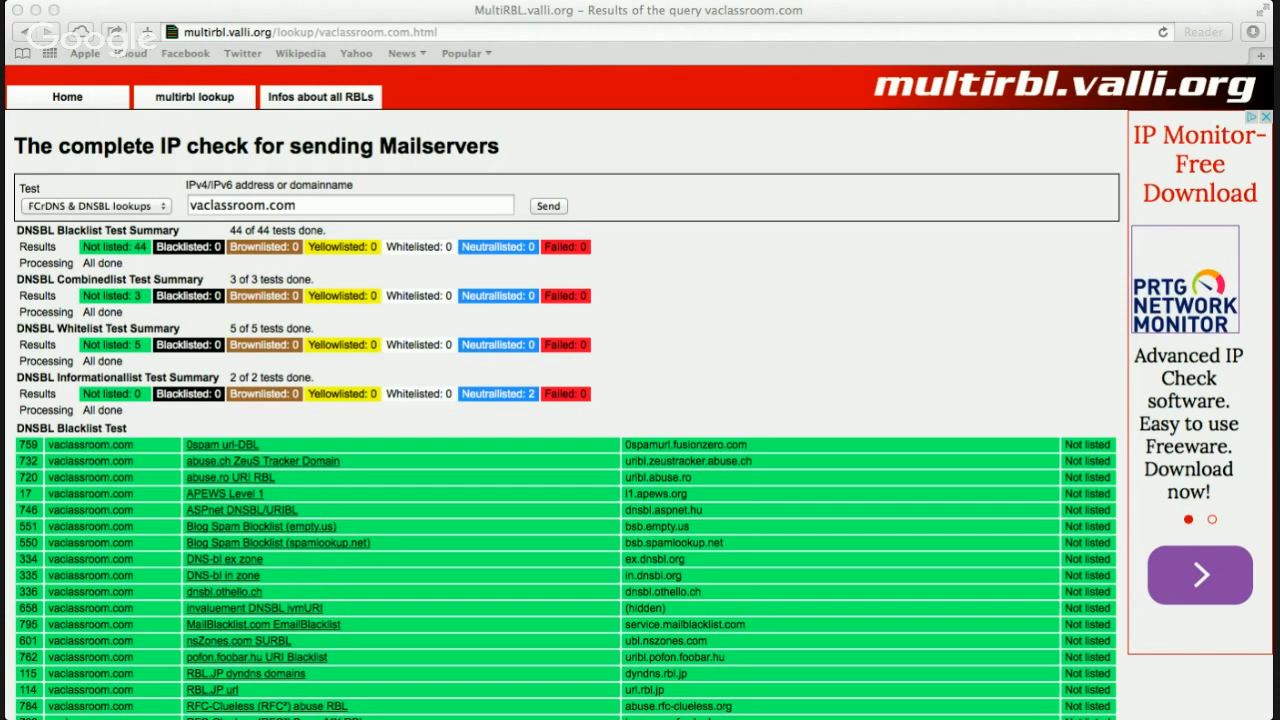 MultiRBL.valli.org - Results of the query vaclassroom.com
Google
multirbl.valli.org/lookup/vaclassroom.com.html
Reader
Apple iCloud Facebook Twitter Wikipedia Yahoo News Popular
Home multirbl lookup Infos about all RBLs
multirbl.valli.org
The complete IP check for sending Mailservers
Test IPv4/IPv6 address or domainname
FCrDNS & DNSBL lookups vaclassroom.com Send
DNSBL Blacklist Test Summary 44 of 44 tests done.
Results Not listed: 44 Blacklisted: 0 Brownlisted: 0 Yellowlisted: 0 Whitelisted: 0 Neutrallisted: 0 Failed: 0
Processing All done
DNSBL Combinedlist Test Summary 3 of 3 tests done.
Results Not listed: 3 Blacklisted: 0 Brownlisted: 0 Yellowlisted: 0 Whitelisted: 0 Neutrallisted: 0 Failed: 0
Processing All done
DNSBL Whitelist Test Summary 5 of 5 tests done.
Results Not listed: 5 Blacklisted: 0 Brownlisted: 0 Yellowlisted: 0 Whitelisted: 0 Neutrallisted: 0 Failed: 0
Processing All done
DNSBL Informationallist Test Summary 2 of 2 tests done.
Results Not listed: 0 Blacklisted: 0 Brownlisted: 0 Yellowlisted: 0 Whitelisted: 0 Neutrallisted: 2 Failed: 0
Processing All done
DNSBL Blacklist Test
759 vaclassroom.com 0spam url-DBL 0spamurl.fusionzero.com Not listed
732 vaclassroom.com abuse.ch ZeuS Tracker Domain uribl.zeustracker.abuse.ch Not listed
720 vaclassroom.com abuse.ro URI RBL uribl.abuse.ro Not listed
17 vaclassroom.com APEWS Level 1 l1.apews.org Not listed
746 vaclassroom.com ASPnet DNSBL/URIBL dnsbl.aspnet.hu Not listed
551 vaclassroom.com Blog Spam Blocklist (empty.us) bsb.empty.us Not listed
550 vaclassroom.com Blog Spam Blocklist (spamlookup.net) bsb.spamlookup.net Not listed
334 vaclassroom.com DNS-bl ex zone ex.dnsbl.org Not listed
335 vaclassroom.com DNS-bl in zone in.dnsbl.org Not listed
336 vaclassroom.com dnsbl.othello.ch dnsbl.othello.ch Not listed
658 vaclassroom.com invaluement DNSBL ivmURI (hidden) Not listed
795 vaclassroom.com MailBlacklist.com EmailBlacklist service.mailblacklist.com Not listed
601 vaclassroom.com nsZones.com SURBL ubl.nszones.com Not listed
762 vaclassroom.com pofon.foobar.hu URI Blacklist uribl.pofon.foobar.hu Not listed
115 vaclassroom.com RBL.JP dyndns domains dyndns.rbl.jp Not listed
114 vaclassroom.com RBL.JP url url.rbl.jp Not listed
784 vaclassroom.com RFC-Clueless (RFC²) abuse RBL abuse.rfc-clueless.org Not listed
IP Monitor-
Free
Download
PRTG
NETWORK
MONITOR
Advanced IP
Check
software.
Easy to use
Freeware.
Download
now!